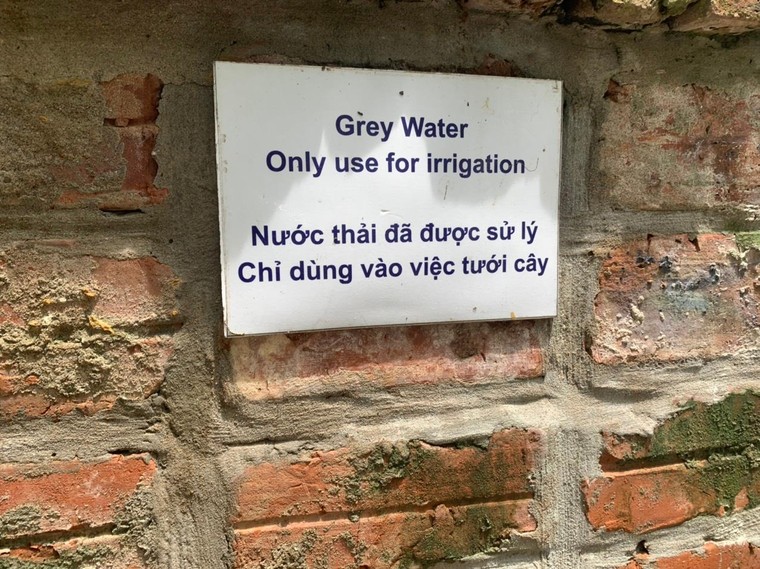 Grey Water
Only use for irrigation
Nước thải đã được sử lý
Chỉ dùng vào việc tưới cây